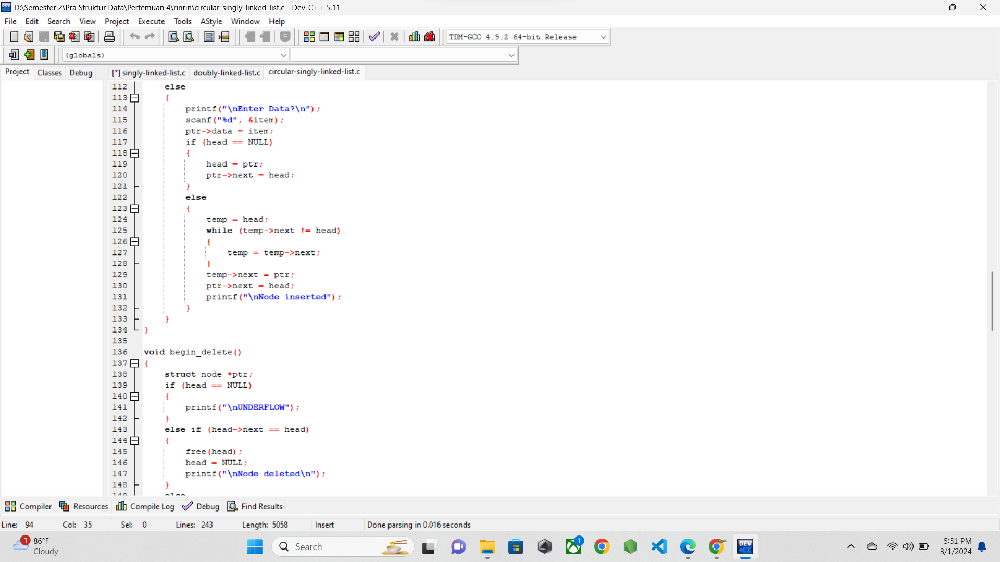 D:\Semester 2\Pra Struktur Data\Pertemuan 4\rinrin\circular-singly-linked-list.c - Dev-C++ 5.11
File Edit Search View Project Execute Tools AStyle Window Help
TDM-GCC 4.9.2 64-bit Release
(globals)
Project Classes Debug [*] singly-linked-list.c doubly-linked-list.c circular-singly-linked-list.c
112     else
113     {
114         printf("\nEnter Data?\n");
115         scanf("%d", &item);
116         ptr->data = item;
117         if (head == NULL)
118         {
119             head = ptr;
120             ptr->next = head;
121         }
122         else
123         {
124             temp = head;
125             while (temp->next != head)
126             {
127                 temp = temp->next;
128             }
129             temp->next = ptr;
130             ptr->next = head;
131             printf("\nNode inserted");
132         }
133     }
134 }
135
136 void begin_delete()
137 {
138     struct node *ptr;
139     if (head == NULL)
140     {
141         printf("\nUNDERFLOW");
142     }
143     else if (head->next == head)
144     {
145         free(head);
146         head = NULL;
147         printf("\nNode deleted\n");
148     }
149     else
Compiler Resources Compile Log Debug Find Results
Line: 94 Col: 35 Sel: 0 Lines: 243 Length: 5058 Insert Done parsing in 0.016 seconds
1 86°F
Cloudy
Search
1
DEV C++
5:51 PM
3/1/2024